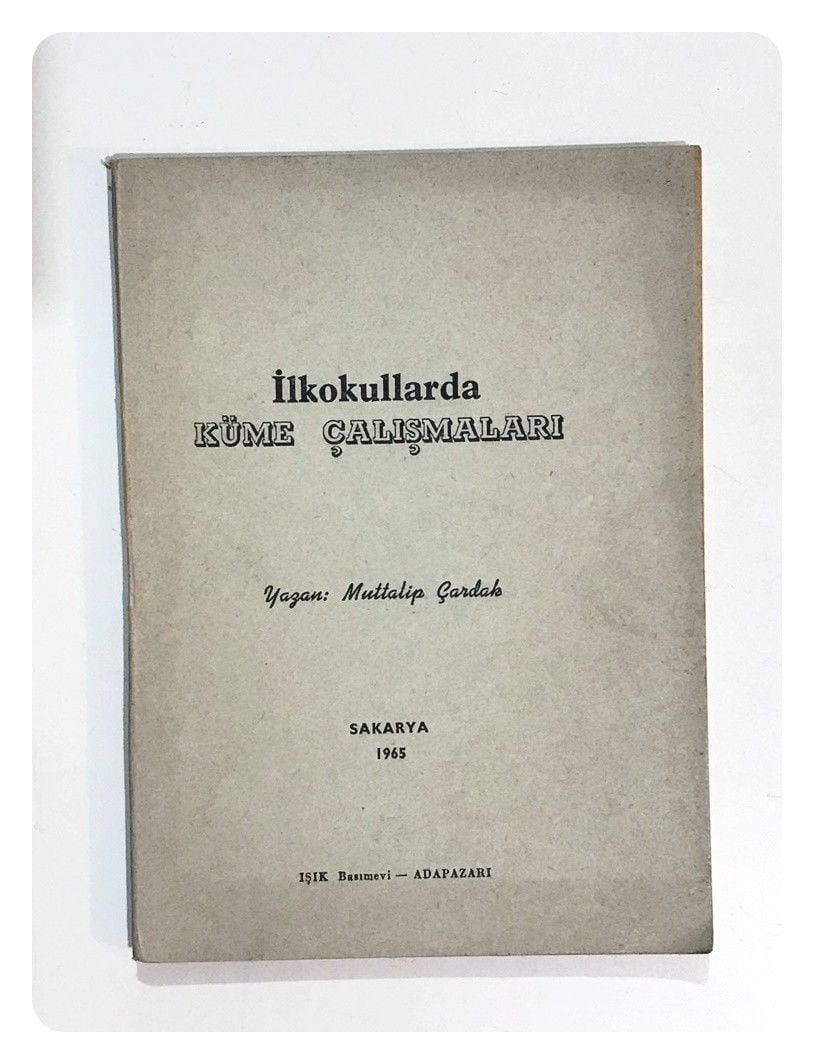 İlkokullarda
KÜME ÇALIŞMALARI
Yazan: Muttalip Çardak
SAKARYA
1965
IŞIK Basımevi — ADAPAZARI